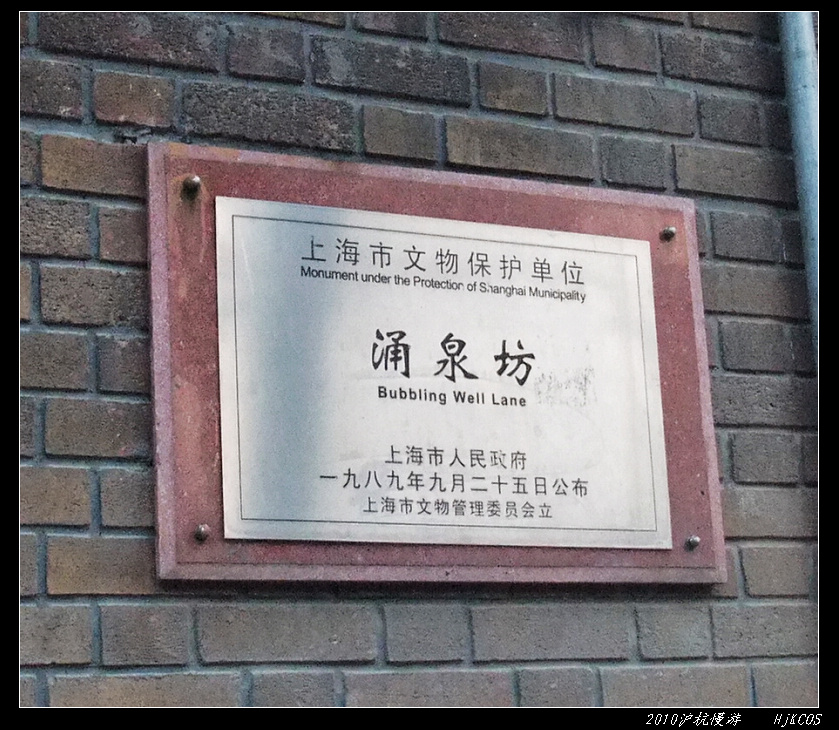 上海市文物保护单位
Monument under the Protection of Shanghai Municipality
涌泉坊
Bubbling Well Lane
上海市人民政府
一九八九年九月二十五日公布
上海市文物管理委员会立
2010沪杭慢游 HjKC05